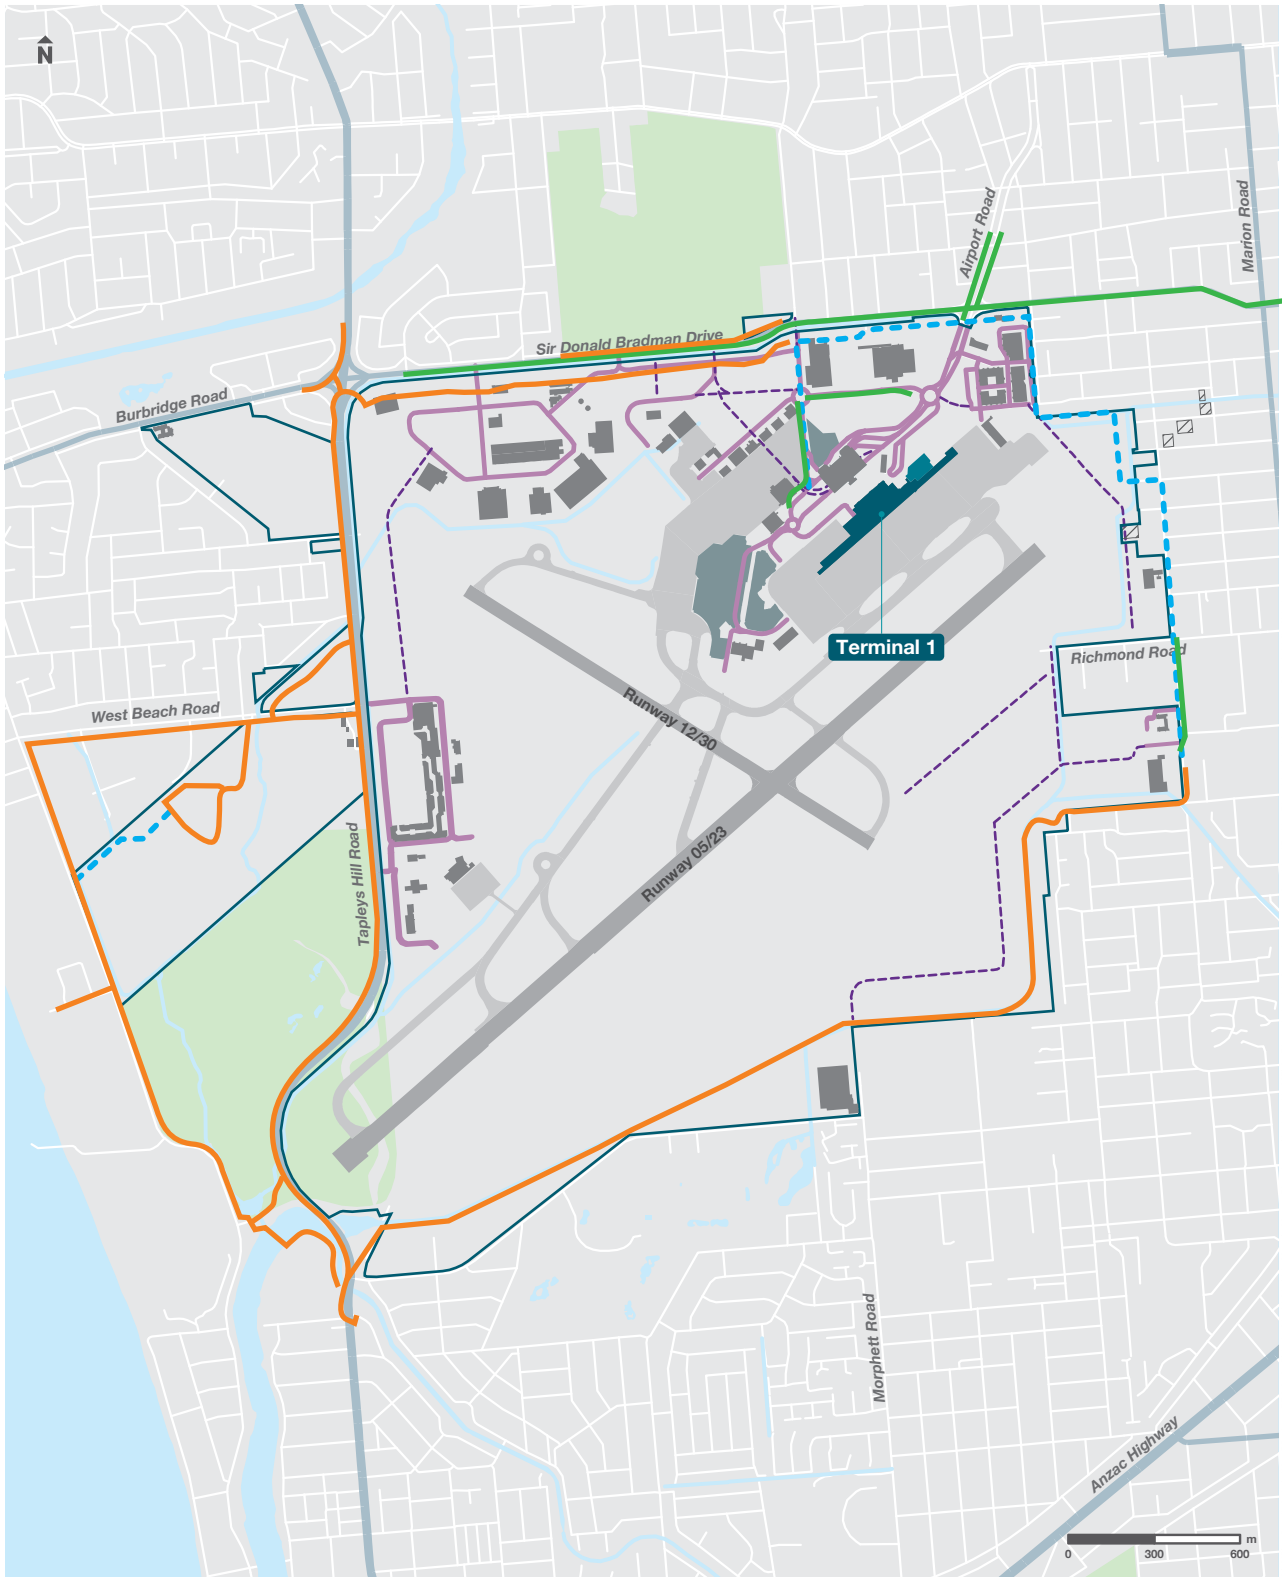 N
Airport Road
Marion Road
Sir Donald Bradman Drive
Burbridge Road
Terminal 1
Richmond Road
West Beach Road
Runway 12/30
Tapleys Hill Road
Runway 05/23
Morphett Road
Anzac Highway
m
0 300 600